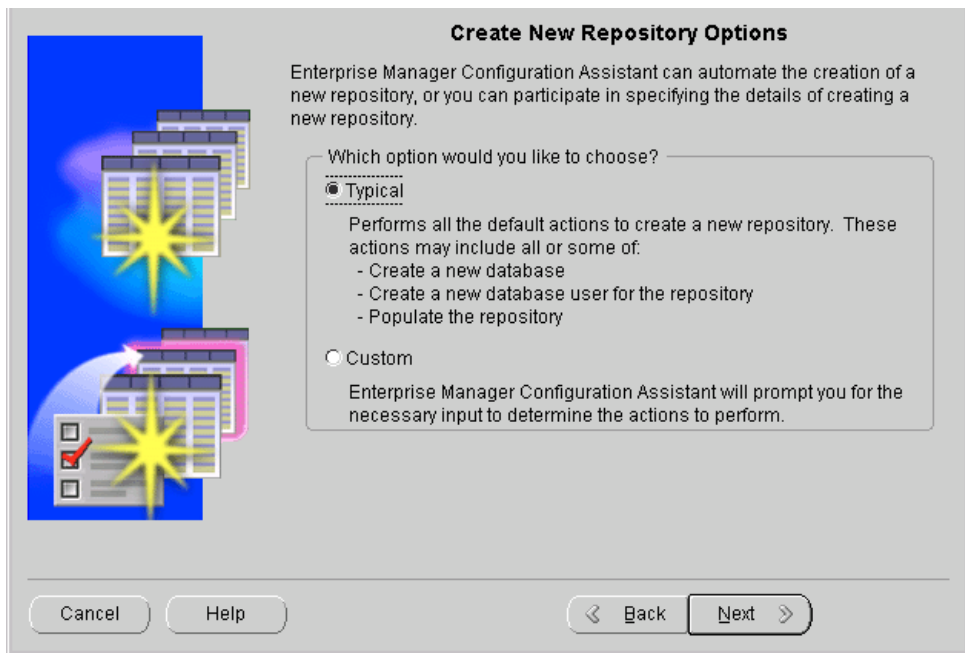 Create New Repository Options
Enterprise Manager Configuration Assistant can automate the creation of a
new repository, or you can participate in specifying the details of creating a
new repository.
Which option would you like to choose?
Typical
Performs all the default actions to create a new repository. These
actions may include all or some of:
- Create a new database
- Create a new database user for the repository
- Populate the repository
Custom
Enterprise Manager Configuration Assistant will prompt you for the
necessary input to determine the actions to perform.
Cancel
Help
Back
Next